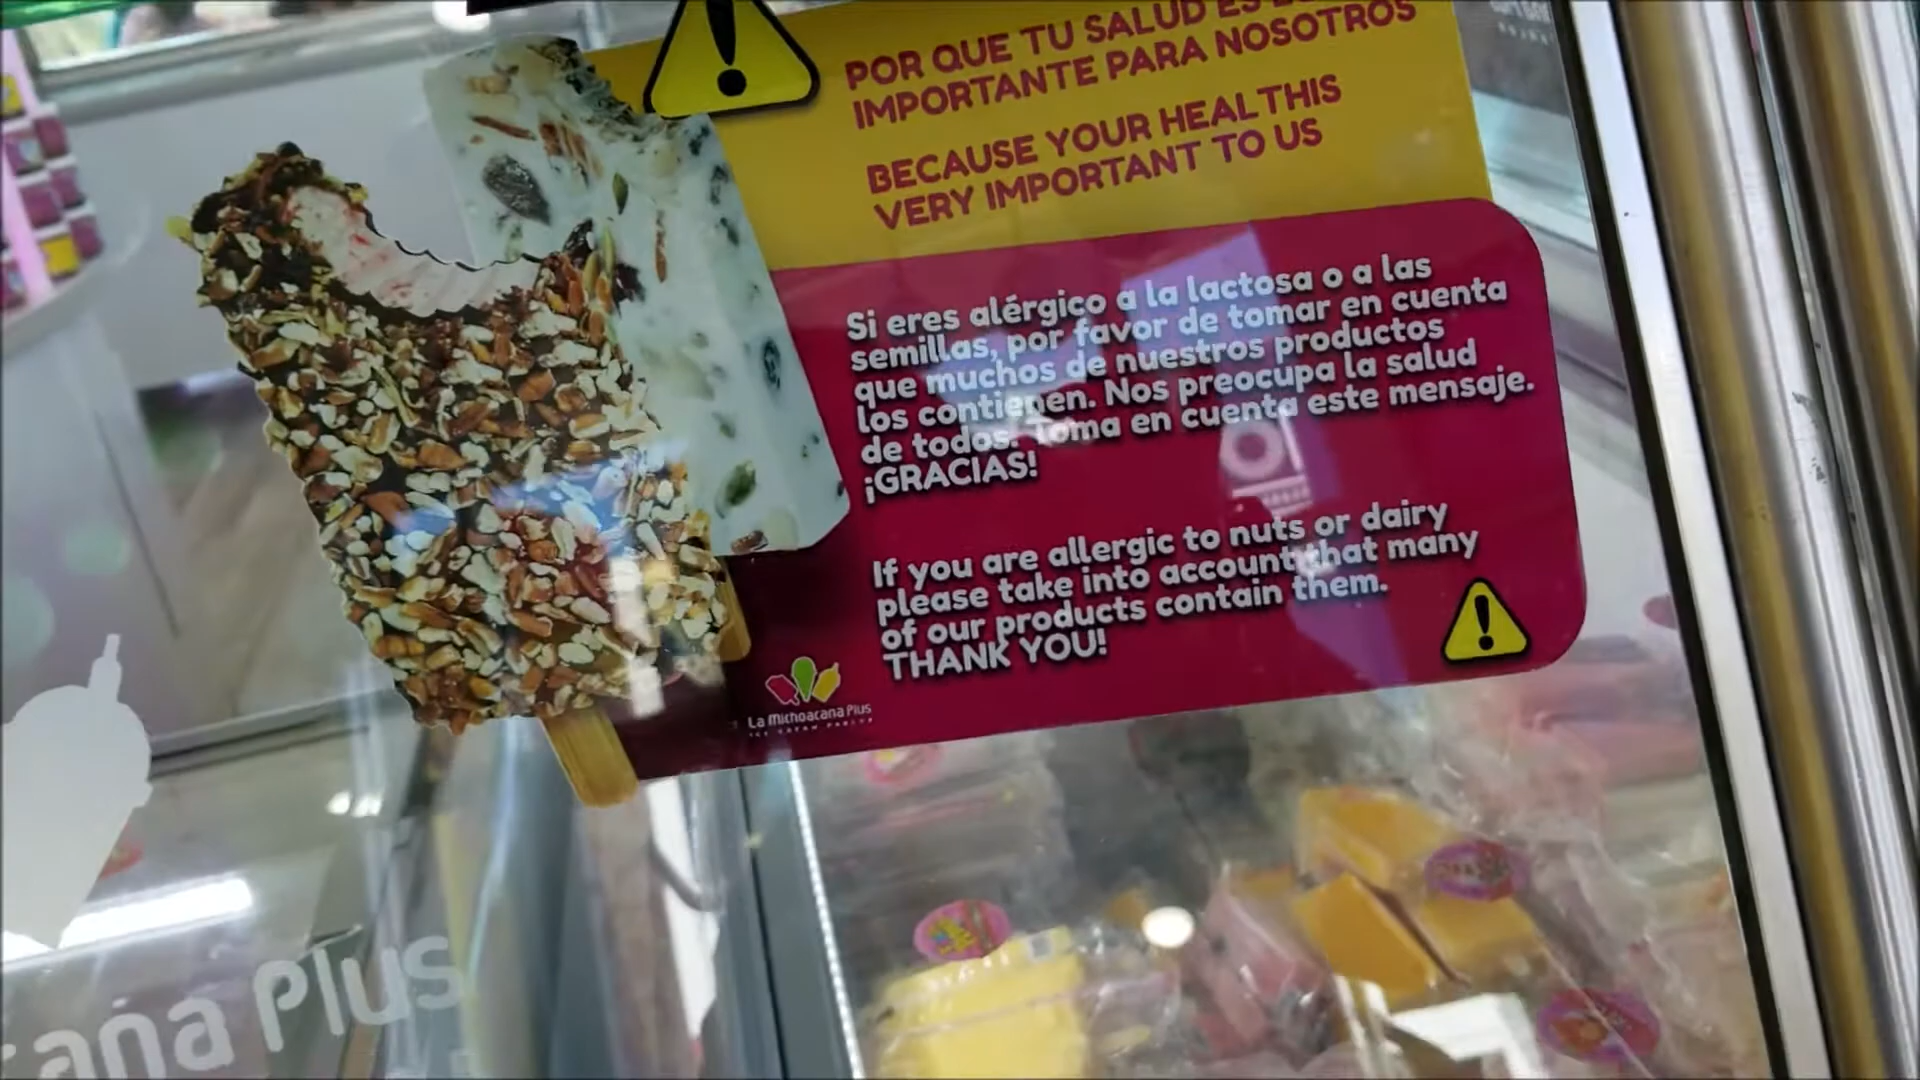 POR QUE TU SALUD ES
IMPORTANTE PARA NOSOTROS
BECAUSE YOUR HEALTHIS
VERY IMPORTANT TO US
Si eres alérgico a la lactosa o a las
semillas, por favor de tomar en cuenta
que muchos de nuestros productos
los contienen. Nos preocupa la salud
de todos. Toma en cuenta este mensaje.
¡GRACIAS!
If you are allergic to nuts or dairy
please take into account that many
of our products contain them.
THANK YOU!
La Michoacana Plus
ICE CREAM PARLOR
ana Plus